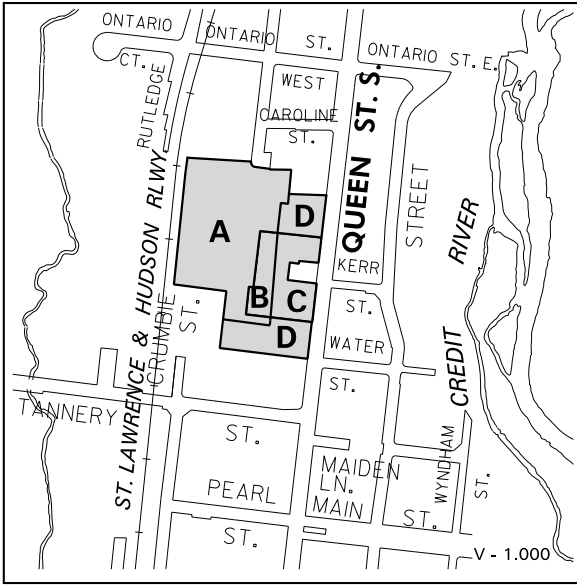 ONTARIO
ONTARIO ST.
ONTARIO ST. E.
CT.
RUTLEDGE
WEST
CAROLINE
ST.
QUEEN ST. S.
STREET
RIVER
CREDIT
ST. LAWRENCE & HUDSON RLWY.
CRUMBIE
ST.
A
D
B
C
D
KERR
ST.
WATER
ST.
TANNERY
ST.
MAIDEN
LN.
MAIN
ST.
WYNDHAM
ST.
PEARL
ST.
V - 1.000